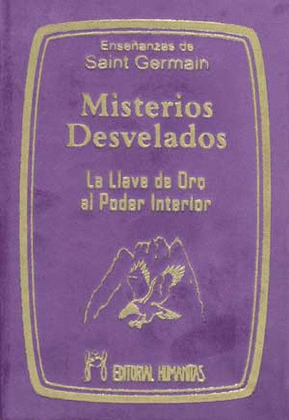 Enseñanzas de
Saint Germain
Misterios
Desvelados
La Llave de Oro
al Poder Interior
EDITORIAL HUMANITAS